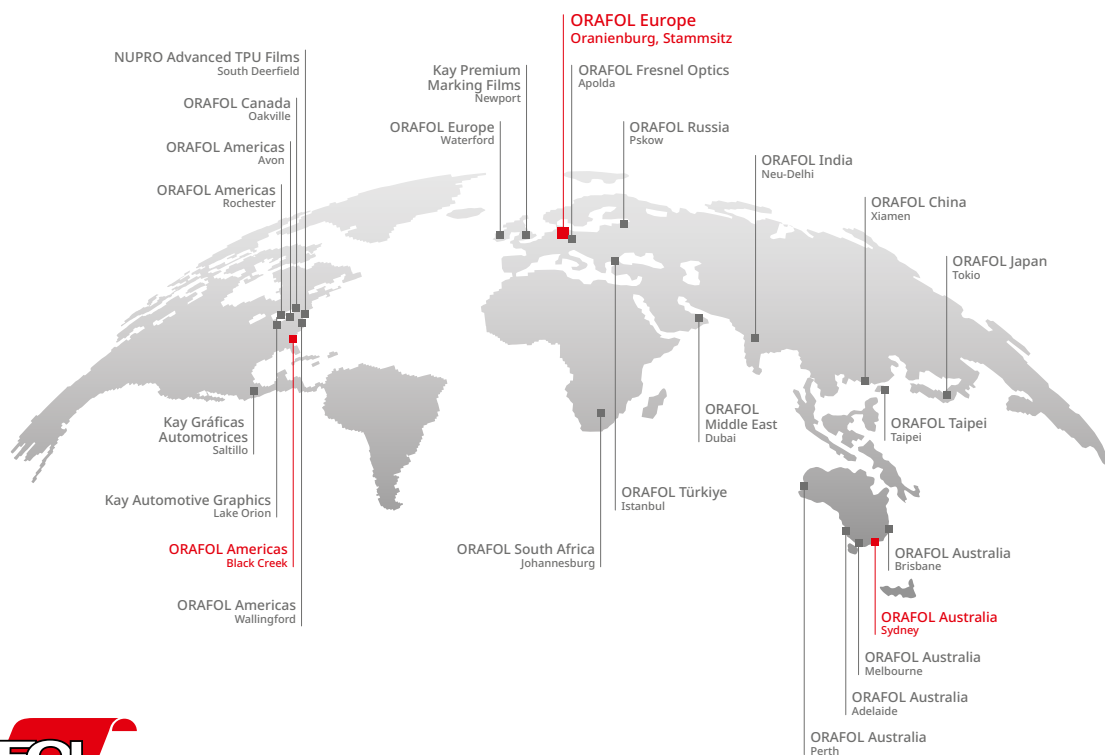 ORAFOL Europe
Oranienburg, Stammsitz
NUPRO Advanced TPU Films
South Deerfield
Kay Premium
Marking Films
Newport
ORAFOL Fresnel Optics
Apolda
ORAFOL Canada
Oakville
ORAFOL Europe
Waterford
ORAFOL Russia
Pskow
ORAFOL Americas
Avon
ORAFOL India
Neu-Delhi
ORAFOL Americas
Rochester
ORAFOL China
Xiamen
ORAFOL Japan
Tokio
Kay Gráficas
Automotrices
Saltillo
ORAFOL
Middle East
Dubai
ORAFOL Taipei
Taipei
Kay Automotive Graphics
Lake Orion
ORAFOL Türkiye
Istanbul
ORAFOL Americas
Black Creek
ORAFOL South Africa
Johannesburg
ORAFOL Australia
Brisbane
ORAFOL Americas
Wallingford
ORAFOL Australia
Sydney
ORAFOL Australia
Melbourne
ORAFOL Australia
Adelaide
ORAFOL Australia
Perth